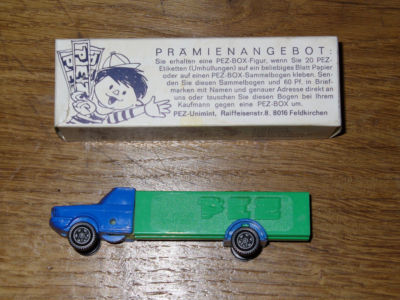 PEZ
PRÄMIENANGEBOT:
Sie erhalten eine PEZ-BOX-Figur, wenn Sie 20 PEZ-
Etiketten (Umhüllungen) auf ein beliebiges Blatt Papier
oder auf einen PEZ-BOX-Sammelbogen kleben. Sen-
den Sie diesen Sammelbogen und 60 Pf. in Brief-
marken mit Namen und genauer Adresse direkt an
uns oder tauschen Sie diesen Bogen bei Ihrem
Kaufmann gegen eine PEZ-BOX um.
PEZ-Unimint, Raiffeisenstr.8, 8016 Feldkirchen
PEZ